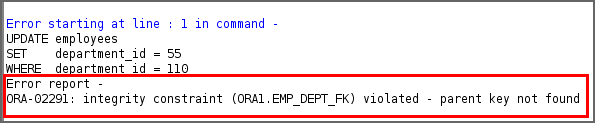 Error starting at line : 1 in command -
UPDATE employees
SET    department_id = 55
WHERE  department_id = 110
Error report -
ORA-02291: integrity constraint (ORA1.EMP_DEPT_FK) violated - parent key not found